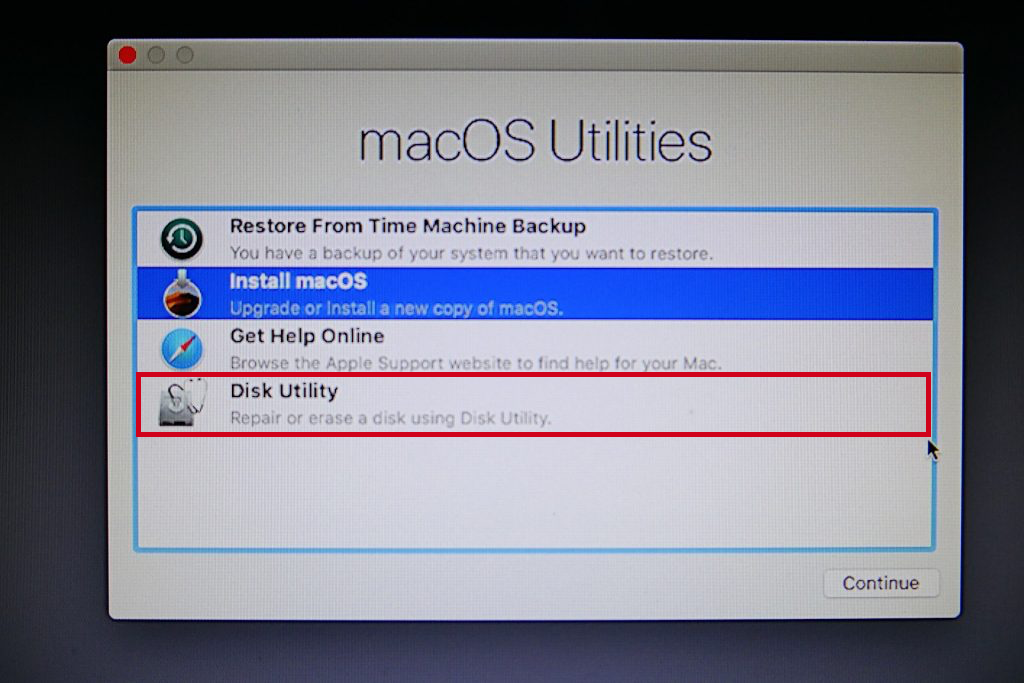 macOS Utilities
Restore From Time Machine Backup
You have a backup of your system that you want to restore.
Install macOS
Upgrade or install a new copy of macOS.
Get Help Online
Browse the Apple Support website to find help for your Mac.
Disk Utility
Repair or erase a disk using Disk Utility.
Continue